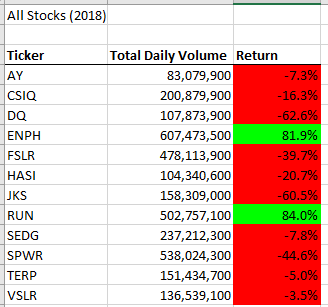 All Stocks (2018)
Ticker Total Daily Volume Return
AY 83,079,900 -7.3%
CSIQ 200,879,900 -16.3%
DQ 107,873,900 -62.6%
ENPH 607,473,500 81.9%
FSLR 478,113,900 -39.7%
HASI 104,340,600 -20.7%
JKS 158,309,000 -60.5%
RUN 502,757,100 84.0%
SEDG 237,212,300 -7.8%
SPWR 538,024,300 -44.6%
TERP 151,434,700 -5.0%
VSLR 136,539,100 -3.5%